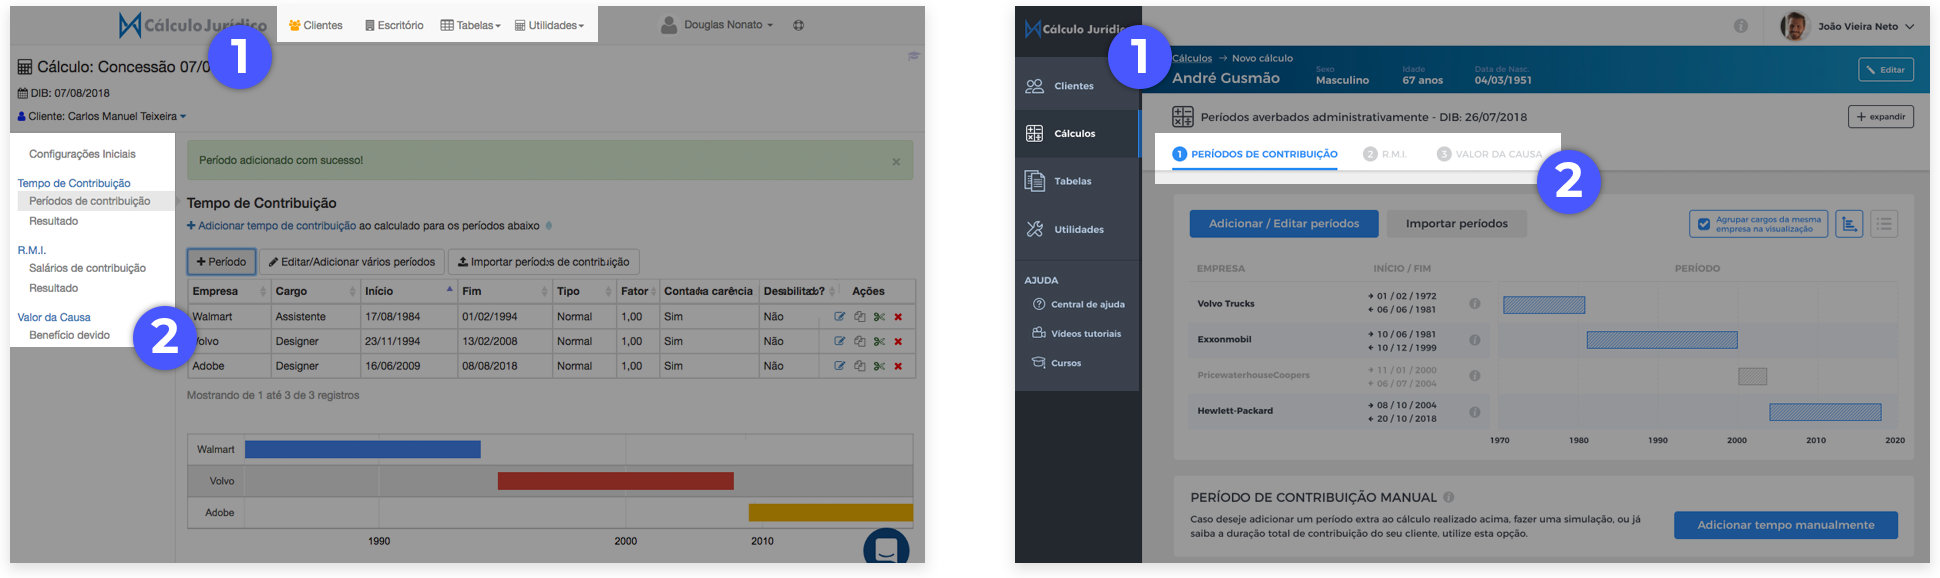 Cálculo Jurídico
Clientes
Escritório
Tabelas
Utilidades
Douglas Nonato
1
Cálculo: Concessão 07/0
DIB: 07/08/2018
Cliente: Carlos Manuel Teixeira
Configurações Iniciais
Tempo de Contribuição
Períodos de contribuição
Resultado
R.M.I.
Salários de contribuição
Resultado
Valor da Causa
Benefício devido
2
Período adicionado com sucesso!
×
Tempo de Contribuição
+ Adicionar tempo de contribuição ao calculado para os períodos abaixo
+ Período
Editar/Adicionar vários períodos
Importar períodos de contribuição
Empresa Cargo Início Fim Tipo Fator Conta da carência Desabilitado? Ações
Walmart Assistente 17/08/1984 01/02/1994 Normal 1,00 Sim Não
Volvo Designer 23/11/1994 13/02/2008 Normal 1,00 Sim Não
Adobe Designer 16/06/2009 08/08/2018 Normal 1,00 Sim Não
Mostrando de 1 até 3 de 3 registros
Walmart
Volvo
Adobe
1990 2000 2010
Cálculo Jurídic
1
Clientes
Cálculos
Tabelas
Utilidades
AJUDA
Central de ajuda
Vídeos tutoriais
Cursos
João Vieira Neto
Cálculos → Novo cálculo
André Gusmão
Sexo
Masculino
Idade
67 anos
Data de Nasc.
04/03/1951
Editar
Períodos averbados administrativamente - DIB: 26/07/2018
+ expandir
1 PERÍODOS DE CONTRIBUIÇÃO
2 R.M.I.
3 VALOR DA CAUSA
2
Adicionar / Editar períodos
Importar períodos
Agrupar cargos da mesma
empresa na visualização
EMPRESA INÍCIO / FIM PERÍODO
Volvo Trucks
→ 01 / 02 / 1972
← 06 / 06 / 1981
Exxonmobil
→ 10 / 06 / 1981
← 10 / 12 / 1999
PricewaterhouseCoopers
→ 11 / 01 / 2000
← 06 / 07 / 2004
Hewlett-Packard
→ 08 / 10 / 2004
← 20 / 10 / 2018
1970 1980 1990 2000 2010 2020
PERÍODO DE CONTRIBUIÇÃO MANUAL
Caso deseje adicionar um período extra ao cálculo realizado acima, fazer uma simulação, ou já
saiba a duração total de contribuição do seu cliente, utilize esta opção.
Adicionar tempo manualmente